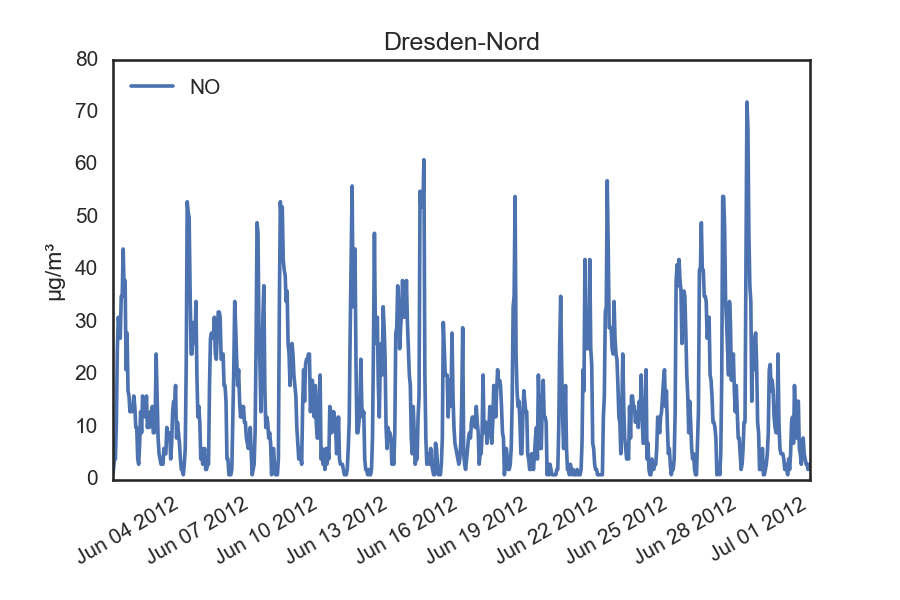 Dresden-Nord
NO
µg/m³
80
70
60
50
40
30
20
10
0
Jun 04 2012
Jun 07 2012
Jun 10 2012
Jun 13 2012
Jun 16 2012
Jun 19 2012
Jun 22 2012
Jun 25 2012
Jun 28 2012
Jul 01 2012